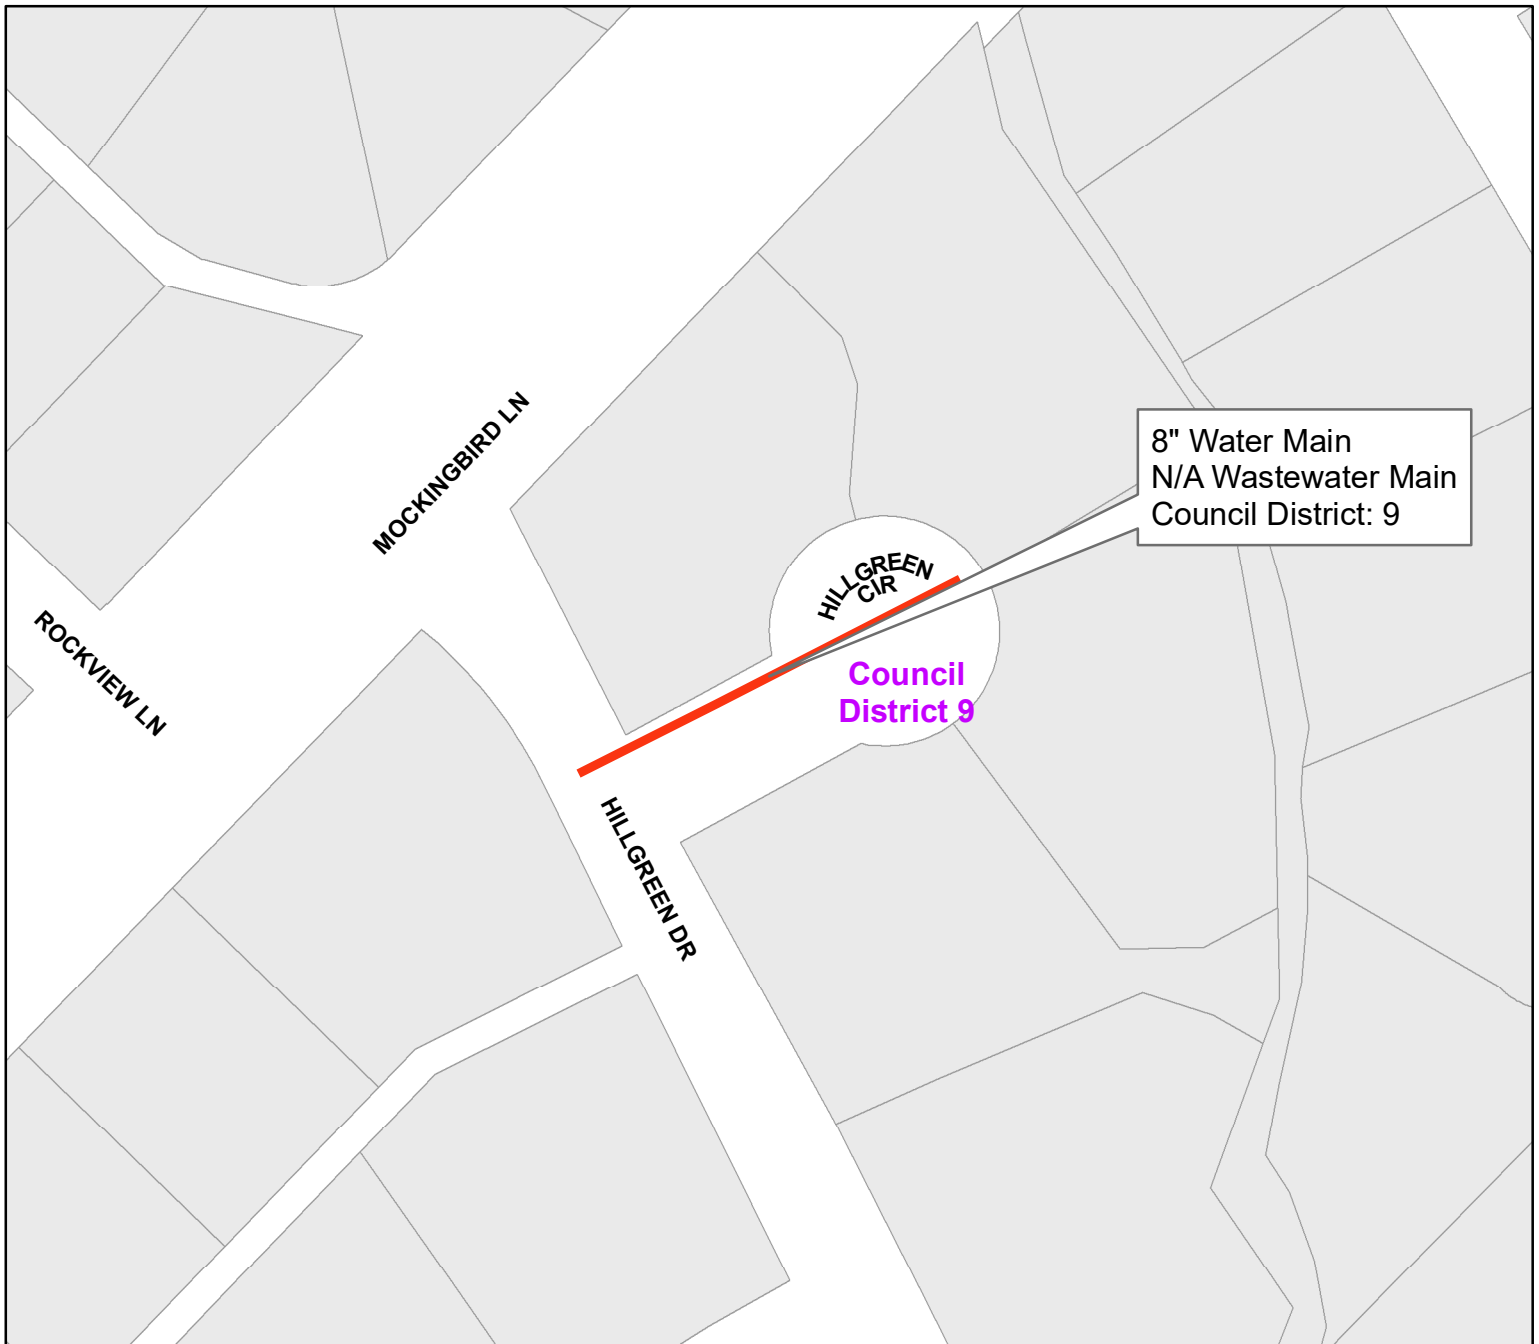 MOCKINGBIRD LN
8" Water Main
N/A Wastewater Main
Council District: 9
HILLGREEN
CIR
ROCKVIEW LN
Council
District 9
HILLGREEN DR